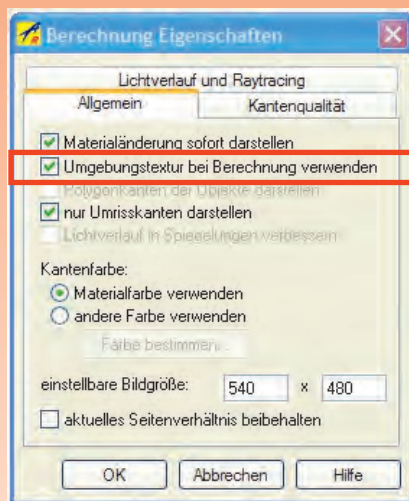 Berechnung Eigenschaften
Lichtverlauf und Raytracing
Allgemein
Kantenqualität
Materialänderung sofort darstellen
Umgebungstextur bei Berechnung verwenden
Polygonkanten der Objekte darstellen
nur Umrisskanten darstellen
Lichtverlauf in Spiegelungen verbessern
Kantenfarbe:
Materialfarbe verwenden
andere Farbe verwenden
Farbe bestimmen...
einstellbare Bildgröße: 540 x 480
aktuelles Seitenverhältnis beibehalten
OK Abbrechen Hilfe